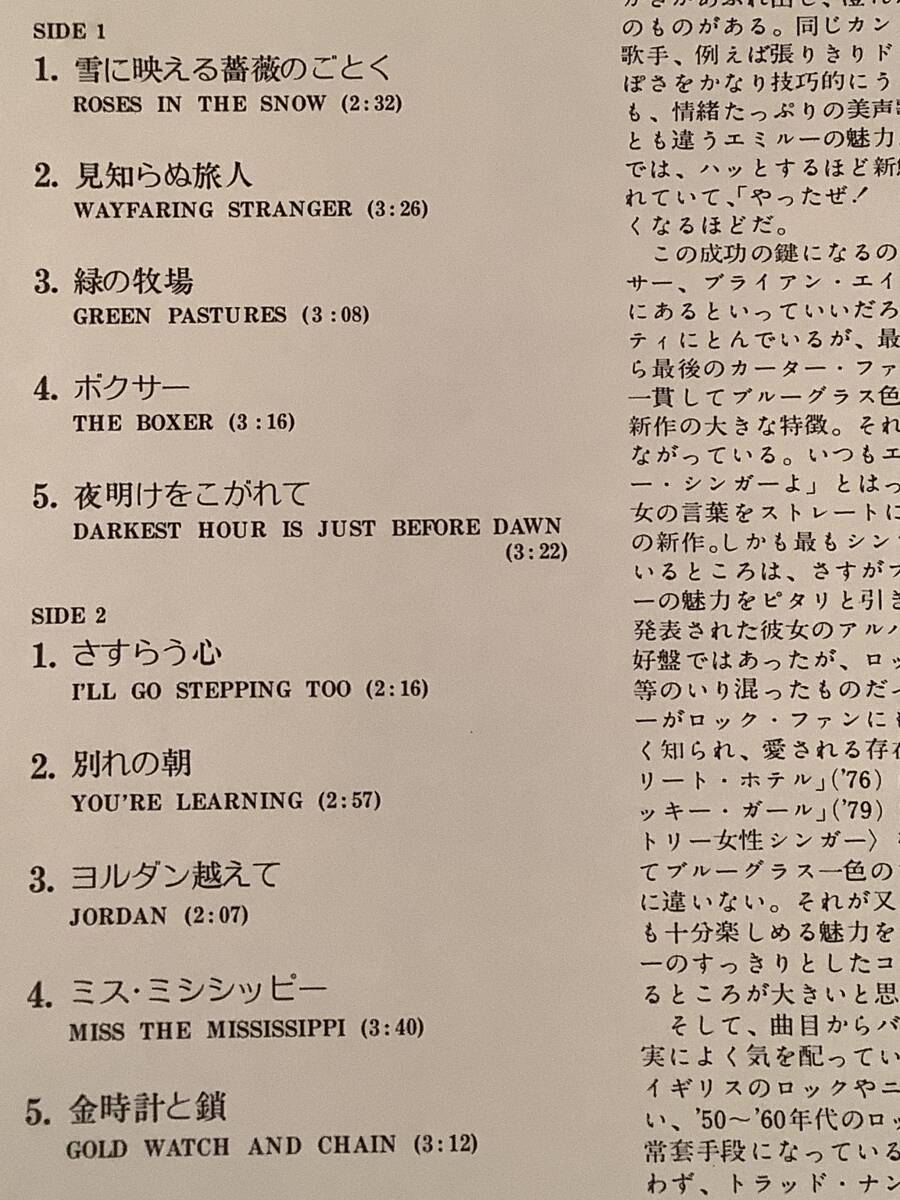 SIDE 1
1. 雪に映える薔薇のごとく
ROSES IN THE SNOW (2:32)
2. 見知らぬ旅人
WAYFARING STRANGER (3:26)
3. 緑の牧場
GREEN PASTURES (3:08)
4. ボクサー
THE BOXER (3:16)
5. 夜明けをこがれて
DARKEST HOUR IS JUST BEFORE DAWN
(3:22)
SIDE 2
1. さすらう心
I'LL GO STEPPING TOO (2:16)
2. 別れの朝
YOU'RE LEARNING (2:57)
3. ヨルダン越えて
JORDAN (2:07)
4. ミス・ミシシッピー
MISS THE MISSISSIPPI (3:40)
5. 金時計と鎖
GOLD WATCH AND CHAIN (3:12)
のものがある。同じカン
歌手、例えば張りきりド
ぽさをかなり技巧的にう
も、情緒たっぷりの美声
とも違うエミルーの魅力
では、ハッとするほど新
れていて、「やったぜ!
くなるほどだ。
この成功の鍵になるの
サー、ブライアン・エイ
にあるといっていいだろ
ティにとんでいるが、最
ら最後のカーター・ファ
一貫してブルーグラス色
新作の大きな特徴。それ
ながっている。いつもエ
ー・シンガーよ」とはっ
女の言葉をストレートに
の新作。しかも最もシン
いるところは、さすがブ
ーの魅力をピタリと引き
発表された彼女のアルバ
好盤ではあったが、ロッ
等のいり混ったものだっ
ーがロック・ファンにも
く知られ、愛される存在
リート・ホテル」('76)
ッキー・ガール」('79)
トリー女性シンガー〉
てブルーグラス一色の
に違いない。それが又
も十分楽しめる魅力を
ーのすっきりとしたコ
るところが大きいと思
そして、曲目からバ
実によく気を配ってい
イギリスのロックやニ
い、'50〜'60年代のロッ
常套手段になっている
わず、トラッド・ナン